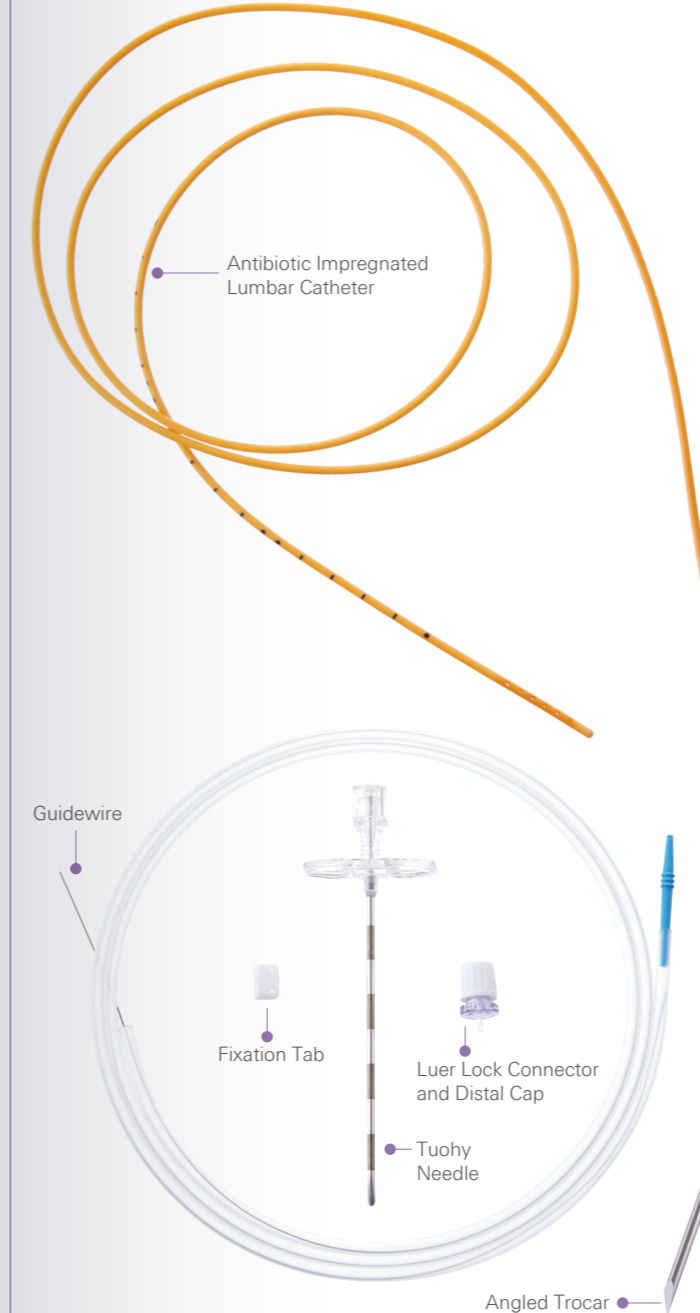 Antibiotic Impregnated
Lumbar Catheter
Guidewire
Fixation Tab
Luer Lock Connector
and Distal Cap
Tuohy
Needle
Angled Trocar